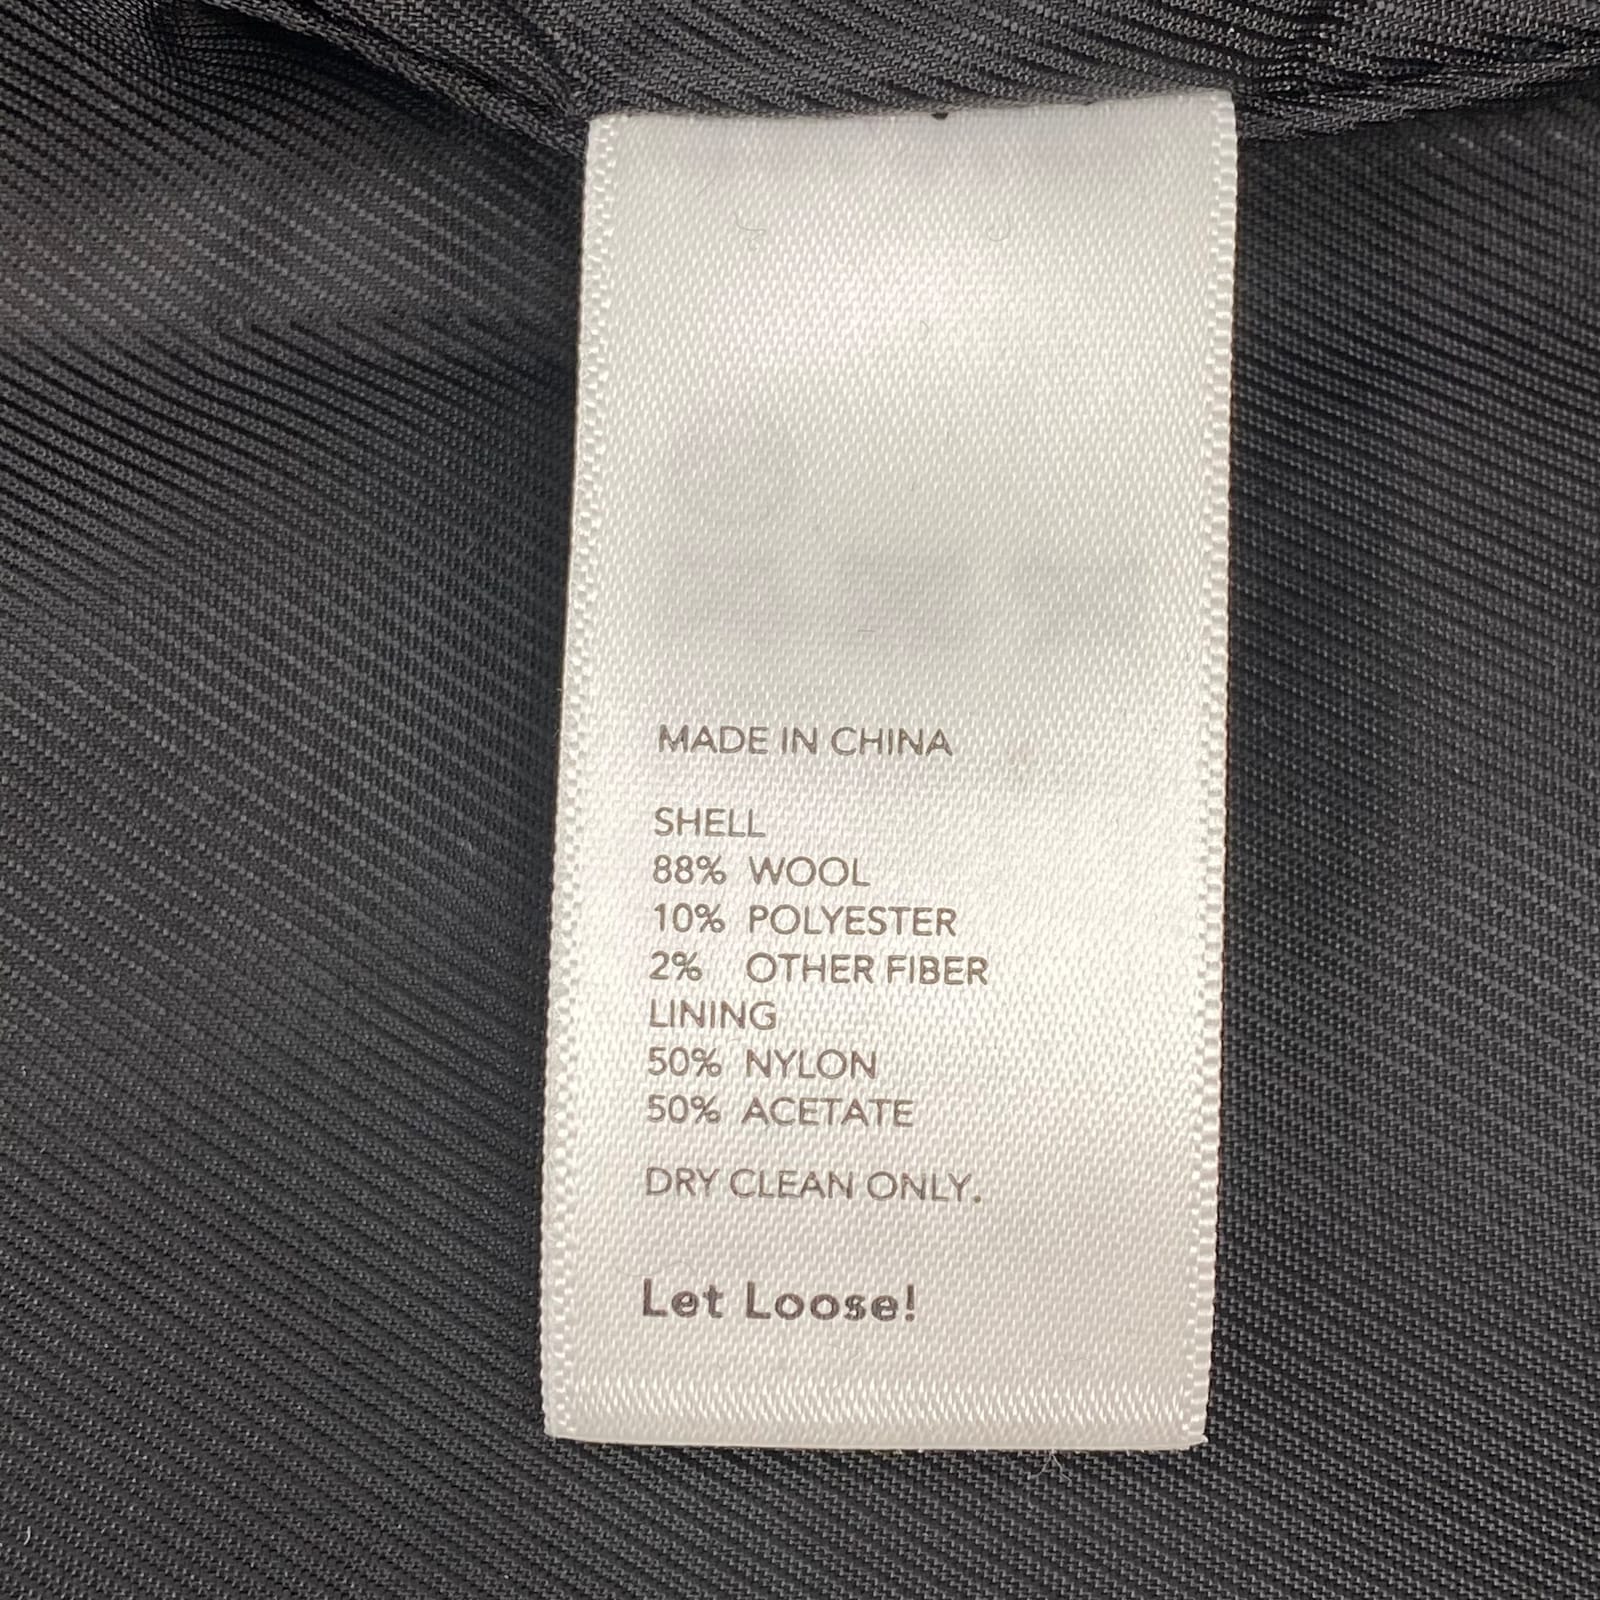 MADE IN CHINA
SHELL
88% WOOL
10% POLYESTER
2% OTHER FIBER
LINING
50% NYLON
50% ACETATE
DRY CLEAN ONLY.
Let Loose!